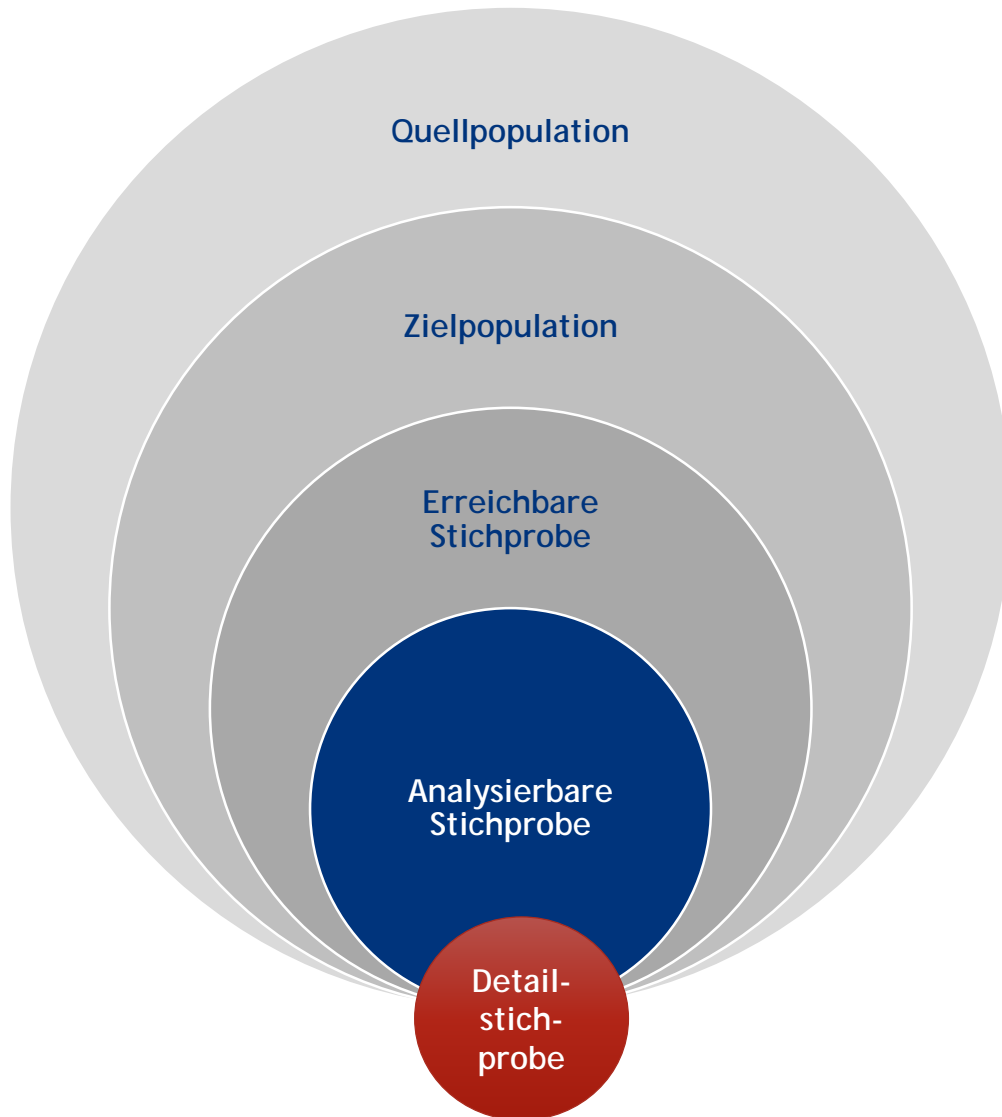 Quellpopulation
Zielpopulation
Erreichbare
Stichprobe
Analysierbare
Stichprobe
Detail-
stich-
probe